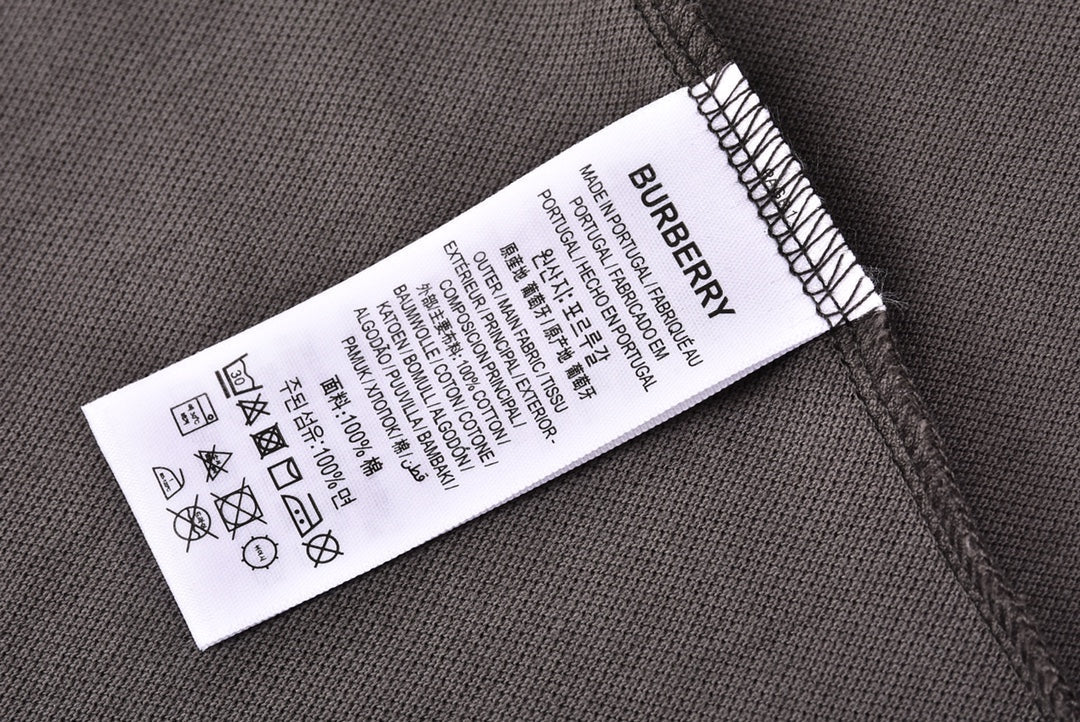 BURBERRY
MADE IN PORTUGAL / FABRIQUÉ AU
PORTUGAL / FABRICADO EM
PORTUGAL / HECHO EN PORTUGAL
원산지: 포르투갈
原産地 葡萄牙 / 原产地 葡萄牙
OUTER / MAIN FABRIC / TISSU
EXTÉRIEUR / PRINCIPAL / EXTERIOR-
COMPOSICION PRINCIPAL /
外部/主要布料: 100% COTTON /
BAUMWOLLE / COTON / COTONE /
KATOEN / BOMULL / ALGODÓN /
ALGODÃO / PUUVILLA / BAMBAKI /
PAMUK / ХЛОПОК / 棉 / قطن
面料:100% 棉
주된섬유:100% 면
30